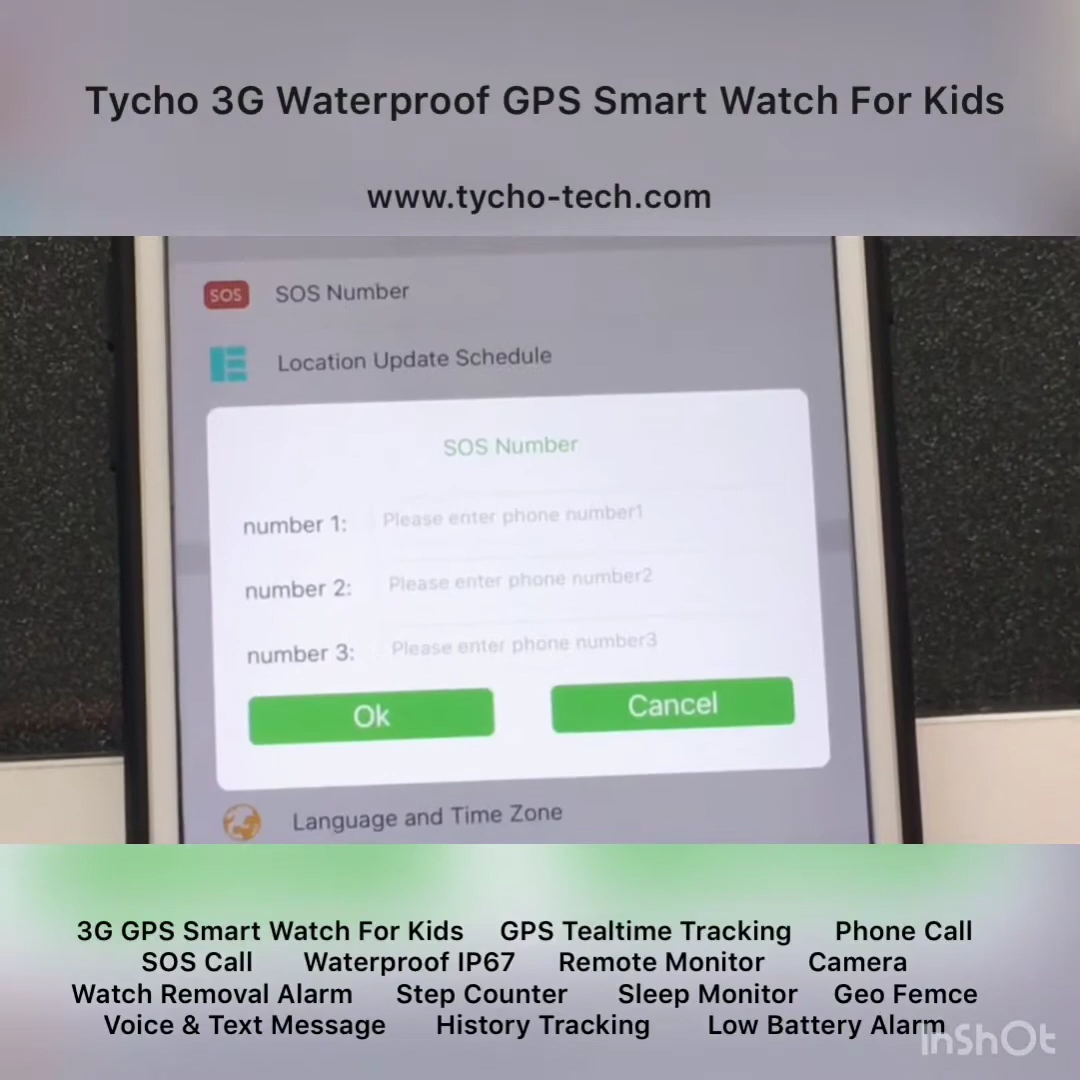 Tycho 3G Waterproof GPS Smart Watch For Kids
www.tycho-tech.com
SOS SOS Number
Location Update Schedule
SOS Number
number 1: Please enter phone number1
number 2: Please enter phone number2
number 3: Please enter phone number3
Ok Cancel
Language and Time Zone
3G GPS Smart Watch For Kids GPS Tealtime Tracking Phone Call
SOS Call Waterproof IP67 Remote Monitor Camera
Watch Removal Alarm Step Counter Sleep Monitor Geo Femce
Voice & Text Message History Tracking Low Battery Alarm
InShOt